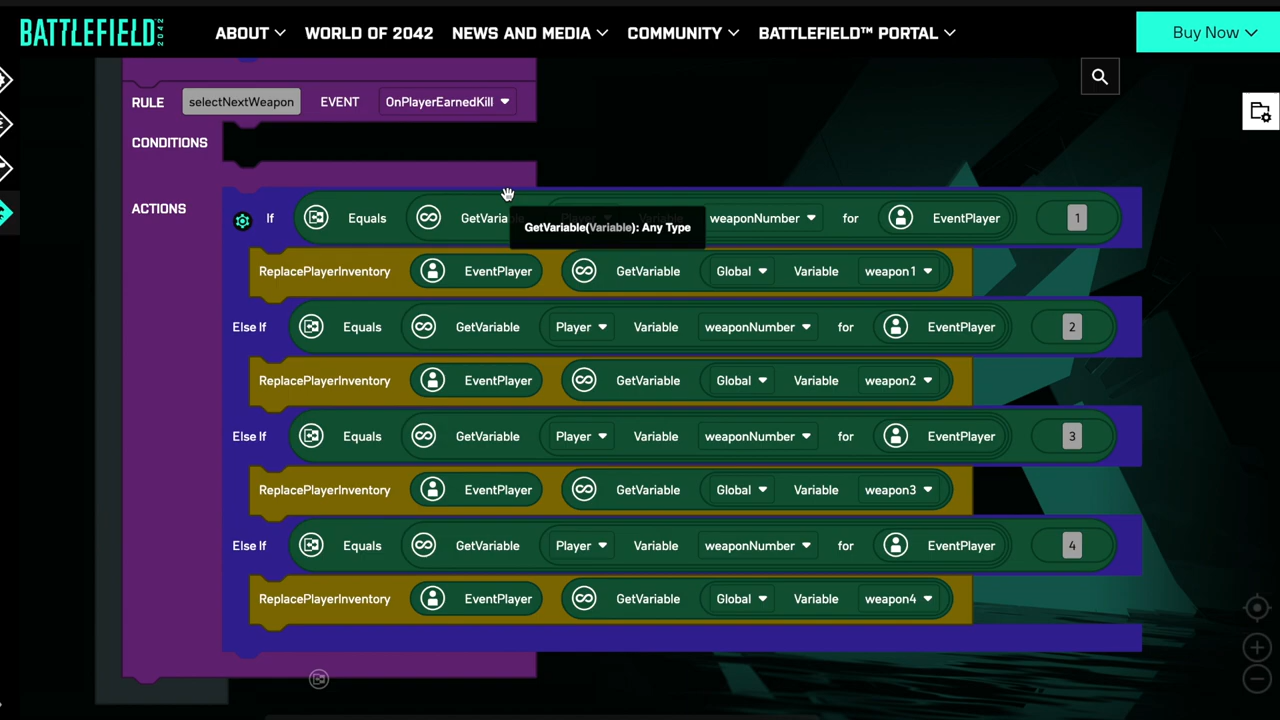 BATTLEFIELD 2042 ABOUT WORLD OF 2042 NEWS AND MEDIA COMMUNITY BATTLEFIELD™ PORTAL Buy Now
RULE selectNextWeapon EVENT OnPlayerEarnedKill
CONDITIONS
ACTIONS
If Equals GetVariable Player Variable weaponNumber for EventPlayer 1
GetVariable(Variable): Any Type
ReplacePlayerInventory EventPlayer GetVariable Global Variable weapon1
Else If Equals GetVariable Player Variable weaponNumber for EventPlayer 2
ReplacePlayerInventory EventPlayer GetVariable Global Variable weapon2
Else If Equals GetVariable Player Variable weaponNumber for EventPlayer 3
ReplacePlayerInventory EventPlayer GetVariable Global Variable weapon3
Else If Equals GetVariable Player Variable weaponNumber for EventPlayer 4
ReplacePlayerInventory EventPlayer GetVariable Global Variable weapon4